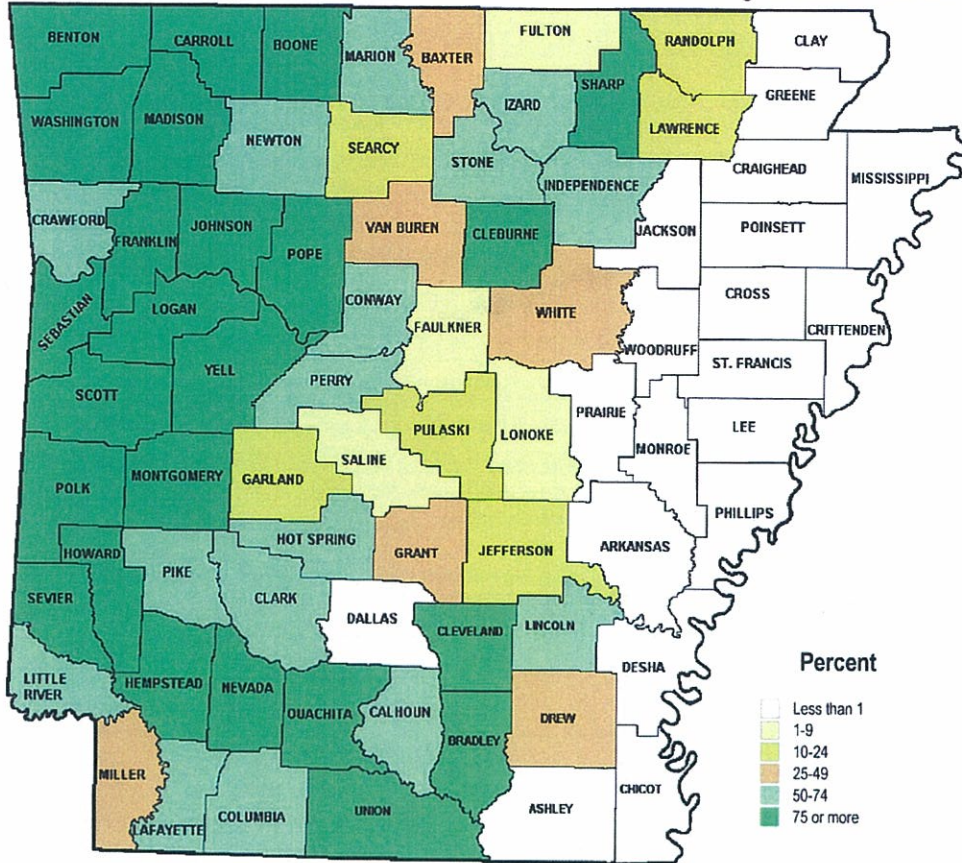 BENTON
CARROLL
BOONE
MARION
BAXTER
FULTON
RANDOLPH
CLAY
SHARP
IZARD
GREENE
WASHINGTON
MADISON
NEWTON
SEARCY
STONE
LAWRENCE
INDEPENDENCE
CRAIGHEAD
MISSISSIPPI
CRAWFORD
FRANKLIN
JOHNSON
POPE
VAN BUREN
CLEBURNE
JACKSON
POINSETT
SEBASTIAN
LOGAN
CONWAY
FAULKNER
WHITE
WOODRUFF
CROSS
CRITTENDEN
ST. FRANCIS
SCOTT
YELL
PERRY
PULASKI
LONOKE
PRAIRIE
MONROE
LEE
POLK
MONTGOMERY
GARLAND
SALINE
PHILLIPS
HOWARD
PIKE
HOT SPRING
GRANT
JEFFERSON
ARKANSAS
SEVIER
CLARK
DALLAS
CLEVELAND
LINCOLN
DESHA
LITTLE
RIVER
HEMPSTEAD
NEVADA
OUACHITA
CALHOUN
BRADLEY
DREW
MILLER
LAFAYETTE
COLUMBIA
UNION
ASHLEY
CHICOT
Percent
Less than 1
1-9
10-24
25-49
50-74
75 or more